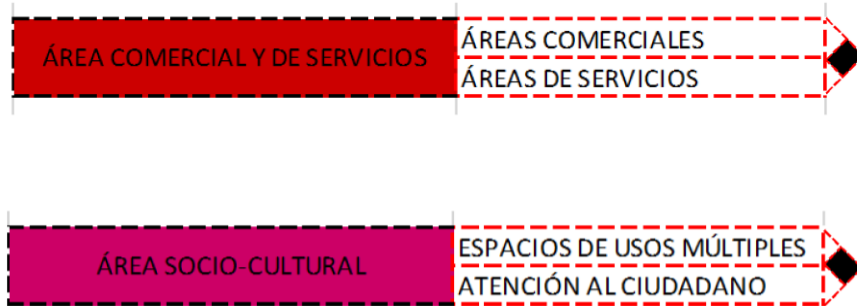 ÁREA COMERCIAL Y DE SERVICIOS
ÁREAS COMERCIALES
ÁREAS DE SERVICIOS
ÁREA SOCIO-CULTURAL
ESPACIOS DE USOS MÚLTIPLES
ATENCIÓN AL CIUDADANO